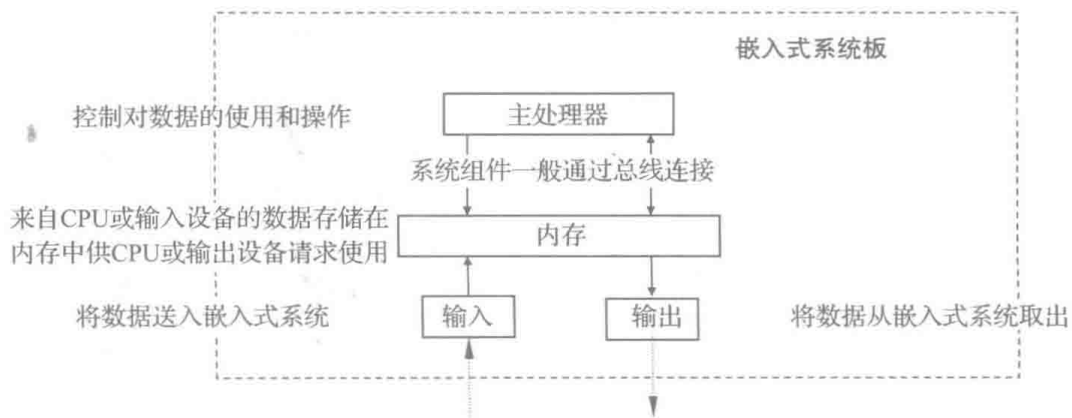 嵌入式系统板
控制对数据的使用和操作
主处理器
系统组件一般通过总线连接
来自CPU或输入设备的数据存储在
内存中供CPU或输出设备请求使用
内存
将数据送入嵌入式系统
输入
输出
将数据从嵌入式系统取出